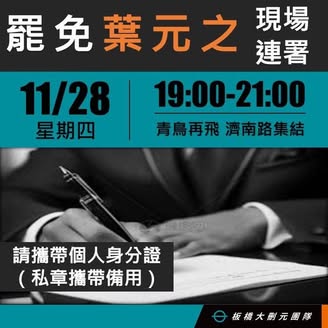 罷免葉元之
現場
連署
11/28
星期四
19:00-21:00
青鳥再飛 濟南路集結
請攜帶個人身分證
（私章攜帶備用）
板橋大刪元團隊